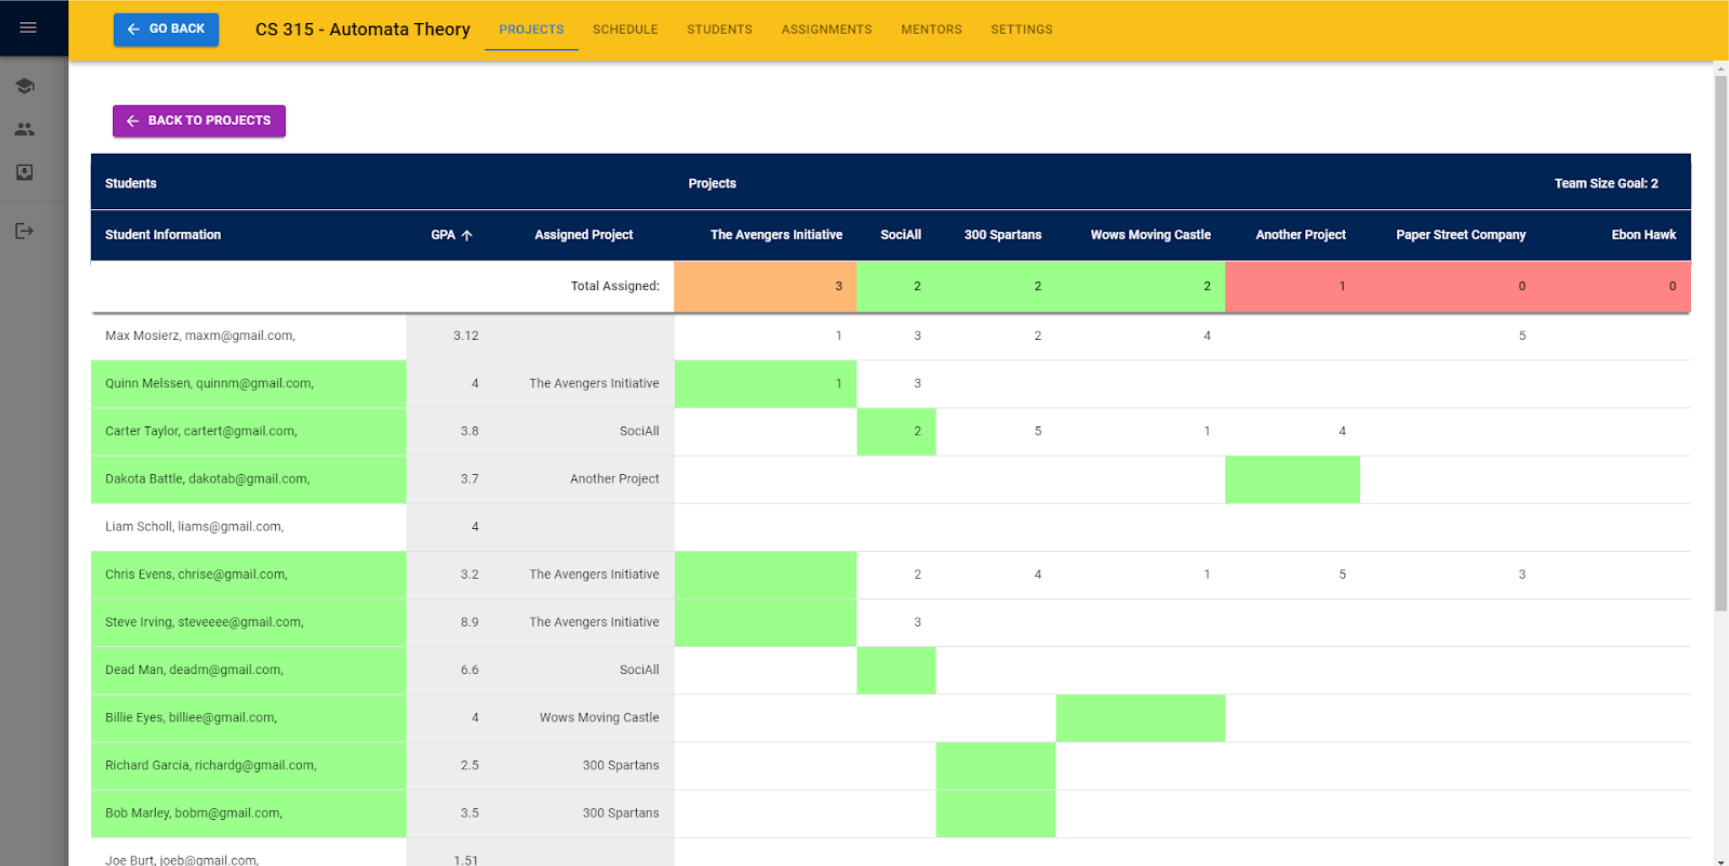 GO BACK CS 315 - Automata Theory PROJECTS SCHEDULE STUDENTS ASSIGNMENTS MENTORS SETTINGS
BACK TO PROJECTS
Students Projects Team Size Goal: 2
Student Information GPA Assigned Project The Avengers Initiative SociAll 300 Spartans Wows Moving Castle Another Project Paper Street Company Ebon Hawk
Total Assigned: 3 2 2 2 1 0 0
Max Mosierz, maxm@gmail.com, 3.12 1 3 2 4 5
Quinn Melssen, quinnm@gmail.com, 4 The Avengers Initiative 1 3
Carter Taylor, cartert@gmail.com, 3.8 SociAll 2 5 1 4
Dakota Battle, dakotab@gmail.com, 3.7 Another Project
Liam Scholl, liams@gmail.com, 4
Chris Evens, chrise@gmail.com, 3.2 The Avengers Initiative 2 4 1 5 3
Steve Irving, steveeee@gmail.com, 8.9 The Avengers Initiative 3
Dead Man, deadm@gmail.com, 6.6 SociAll
Billie Eyes, billiee@gmail.com, 4 Wows Moving Castle
Richard Garcia, richardg@gmail.com, 2.5 300 Spartans
Bob Marley, bobm@gmail.com, 3.5 300 Spartans
Joe Burt, joeb@gmail.com, 1.51